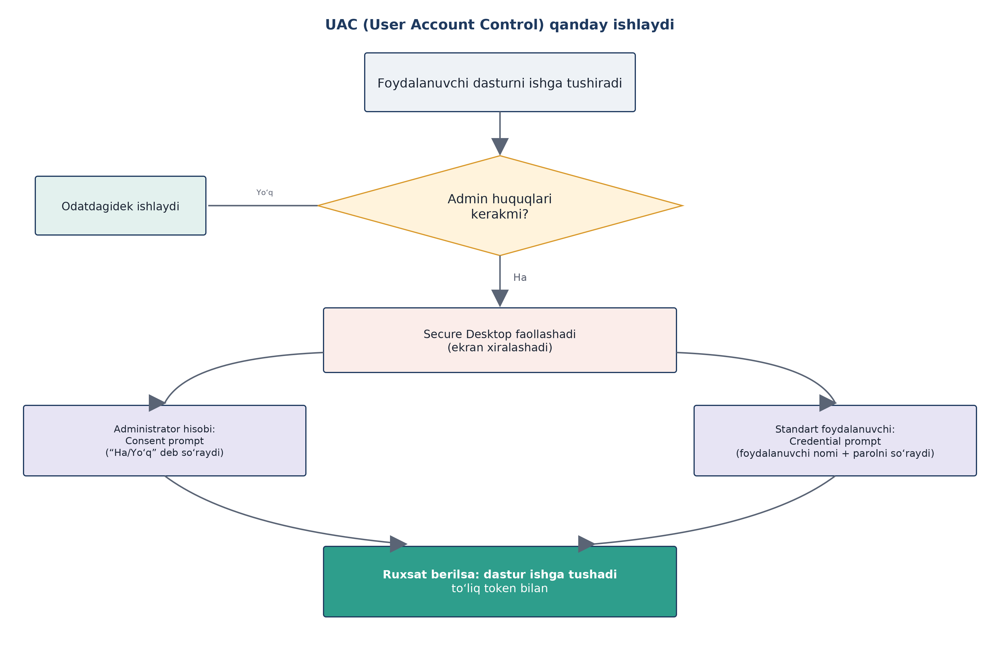 UAC (User Account Control) qanday ishlaydi
Foydalanuvchi dasturni ishga tushiradi
Admin huquqlari
kerakmi?
Yo‘q
Odatdagidek ishlaydi
Ha
Secure Desktop faollashadi
(ekran xiralashadi)
Administrator hisobi:
Consent prompt
(“Ha/Yo‘q” deb so‘raydi)
Standart foydalanuvchi:
Credential prompt
(foydalanuvchi nomi + parolni so‘raydi)
Ruxsat berilsa: dastur ishga tushadi
to‘liq token bilan